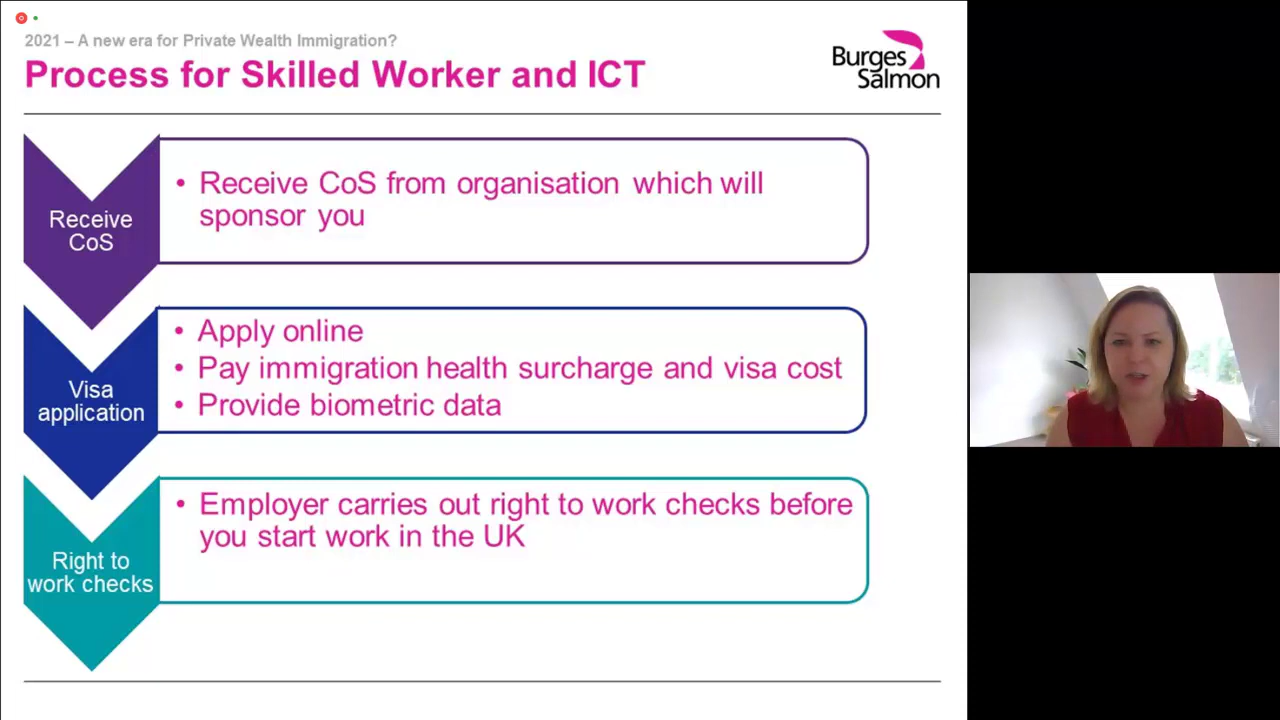 2021 – A new era for Private Wealth Immigration?
Process for Skilled Worker and ICT
Burges
Salmon
Receive
CoS
• Receive CoS from organisation which will
sponsor you
Visa
application
• Apply online
• Pay immigration health surcharge and visa cost
• Provide biometric data
Right to
work checks
• Employer carries out right to work checks before
you start work in the UK